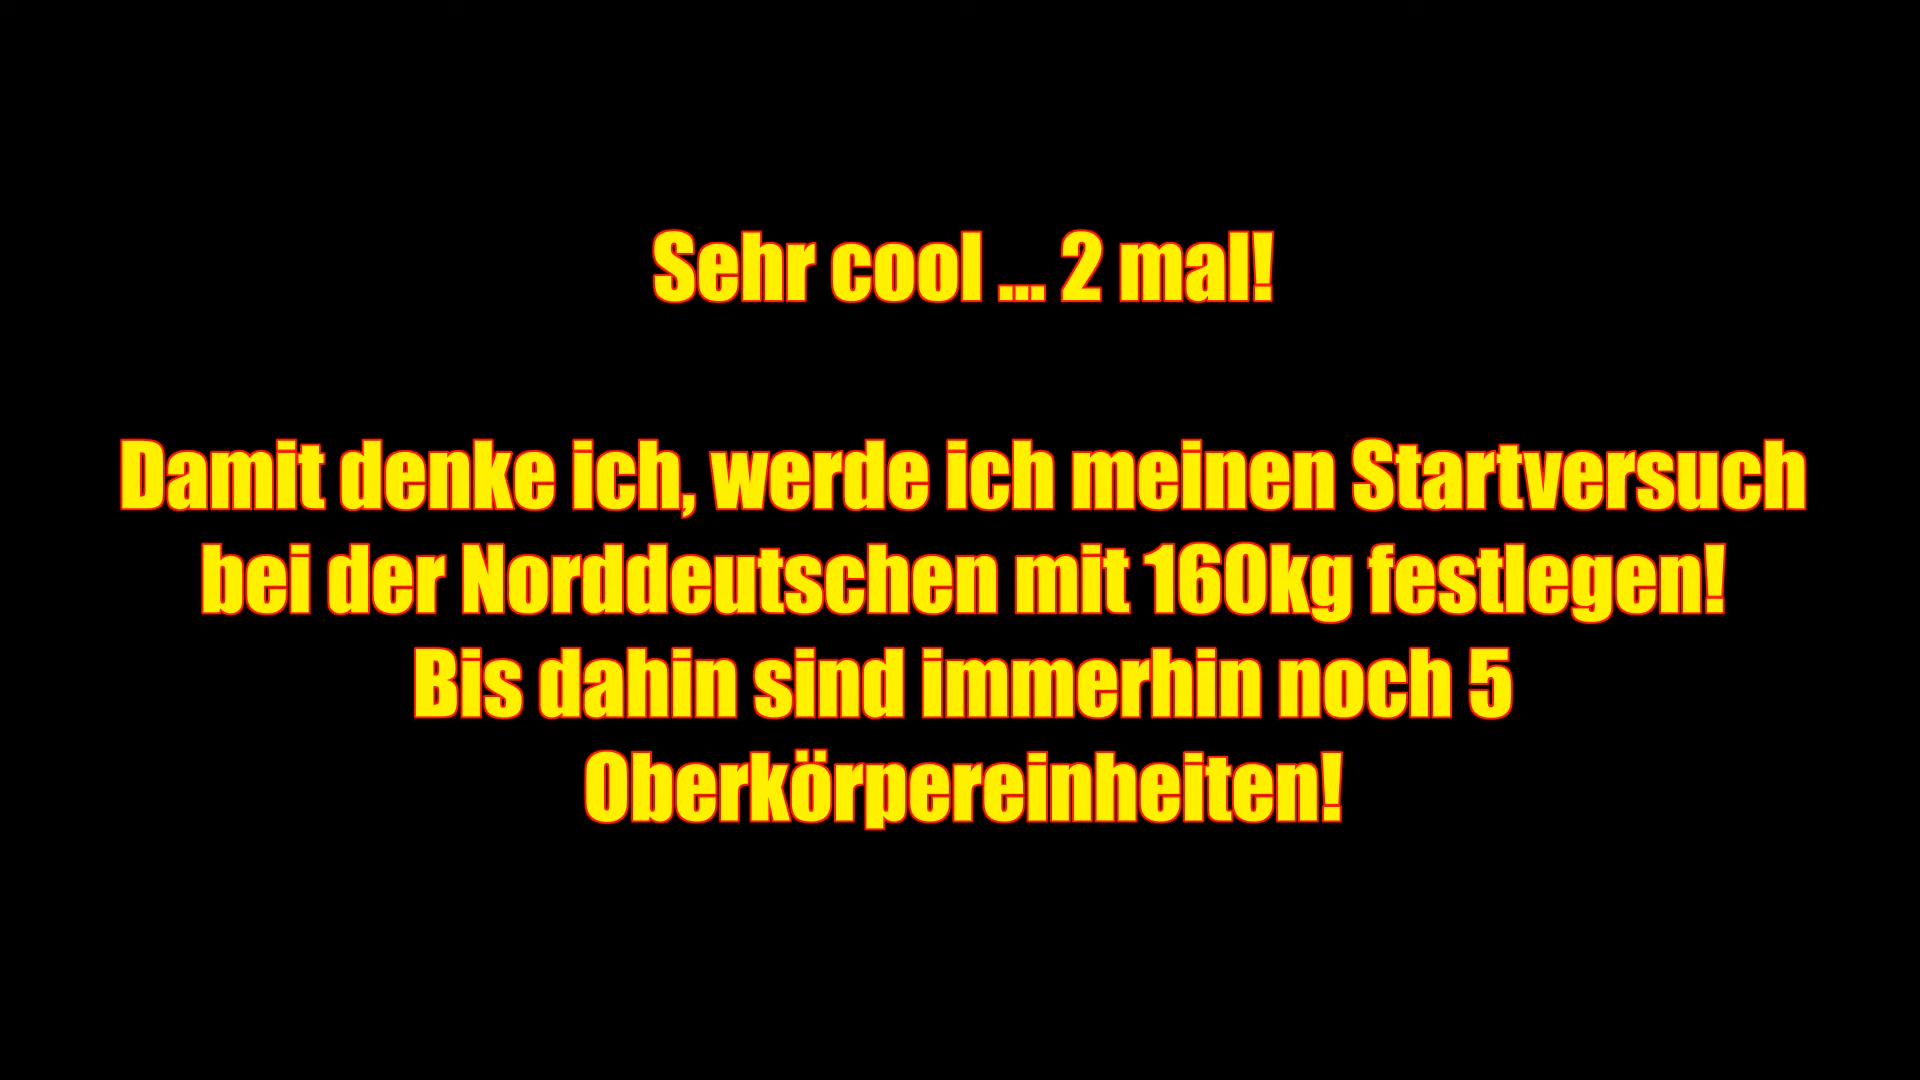 Sehr cool ... 2 mal!
Damit denke ich, werde ich meinen Startversuch
bei der Norddeutschen mit 160kg festlegen!
Bis dahin sind immerhin noch 5
Oberkörpereinheiten!